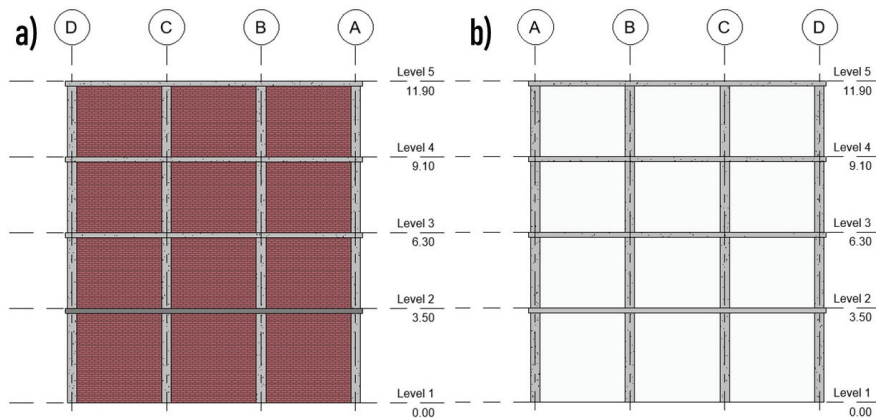 a)
D C B A
Level 5
11.90
Level 4
9.10
Level 3
6.30
Level 2
3.50
Level 1
0.00
b)
A B C D
Level 5
11.90
Level 4
9.10
Level 3
6.30
Level 2
3.50
Level 1
0.00